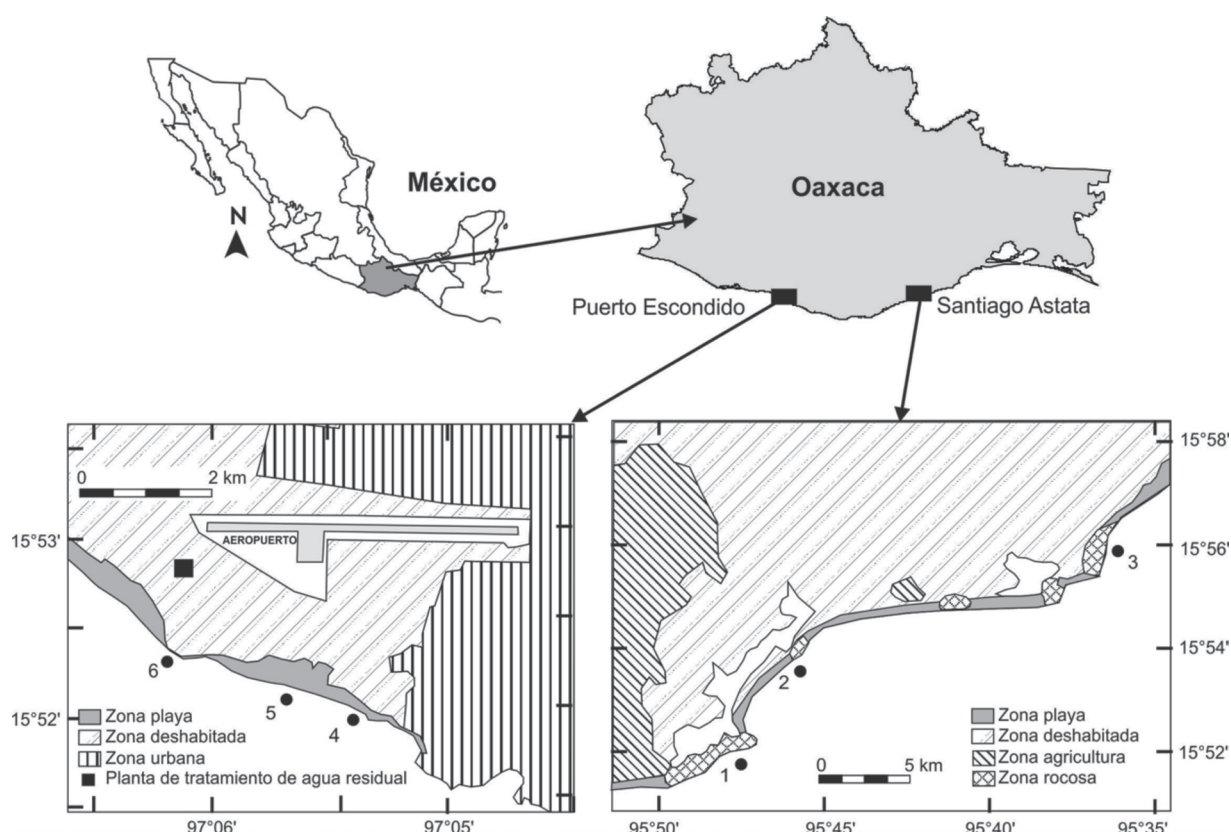 México
N
Oaxaca
Puerto Escondido
Santiago Astata
0 2 km
AEROPUERTO
15°53'
15°52'
6
5
4
Zona playa
Zona deshabitada
Zona urbana
Planta de tratamiento de agua residual
97°06'
97°05'
15°58'
15°56'
15°54'
15°52'
3
2
1
Zona playa
Zona deshabitada
Zona agricultura
Zona rocosa
0 5 km
95°50'
95°45'
95°40'
95°35'